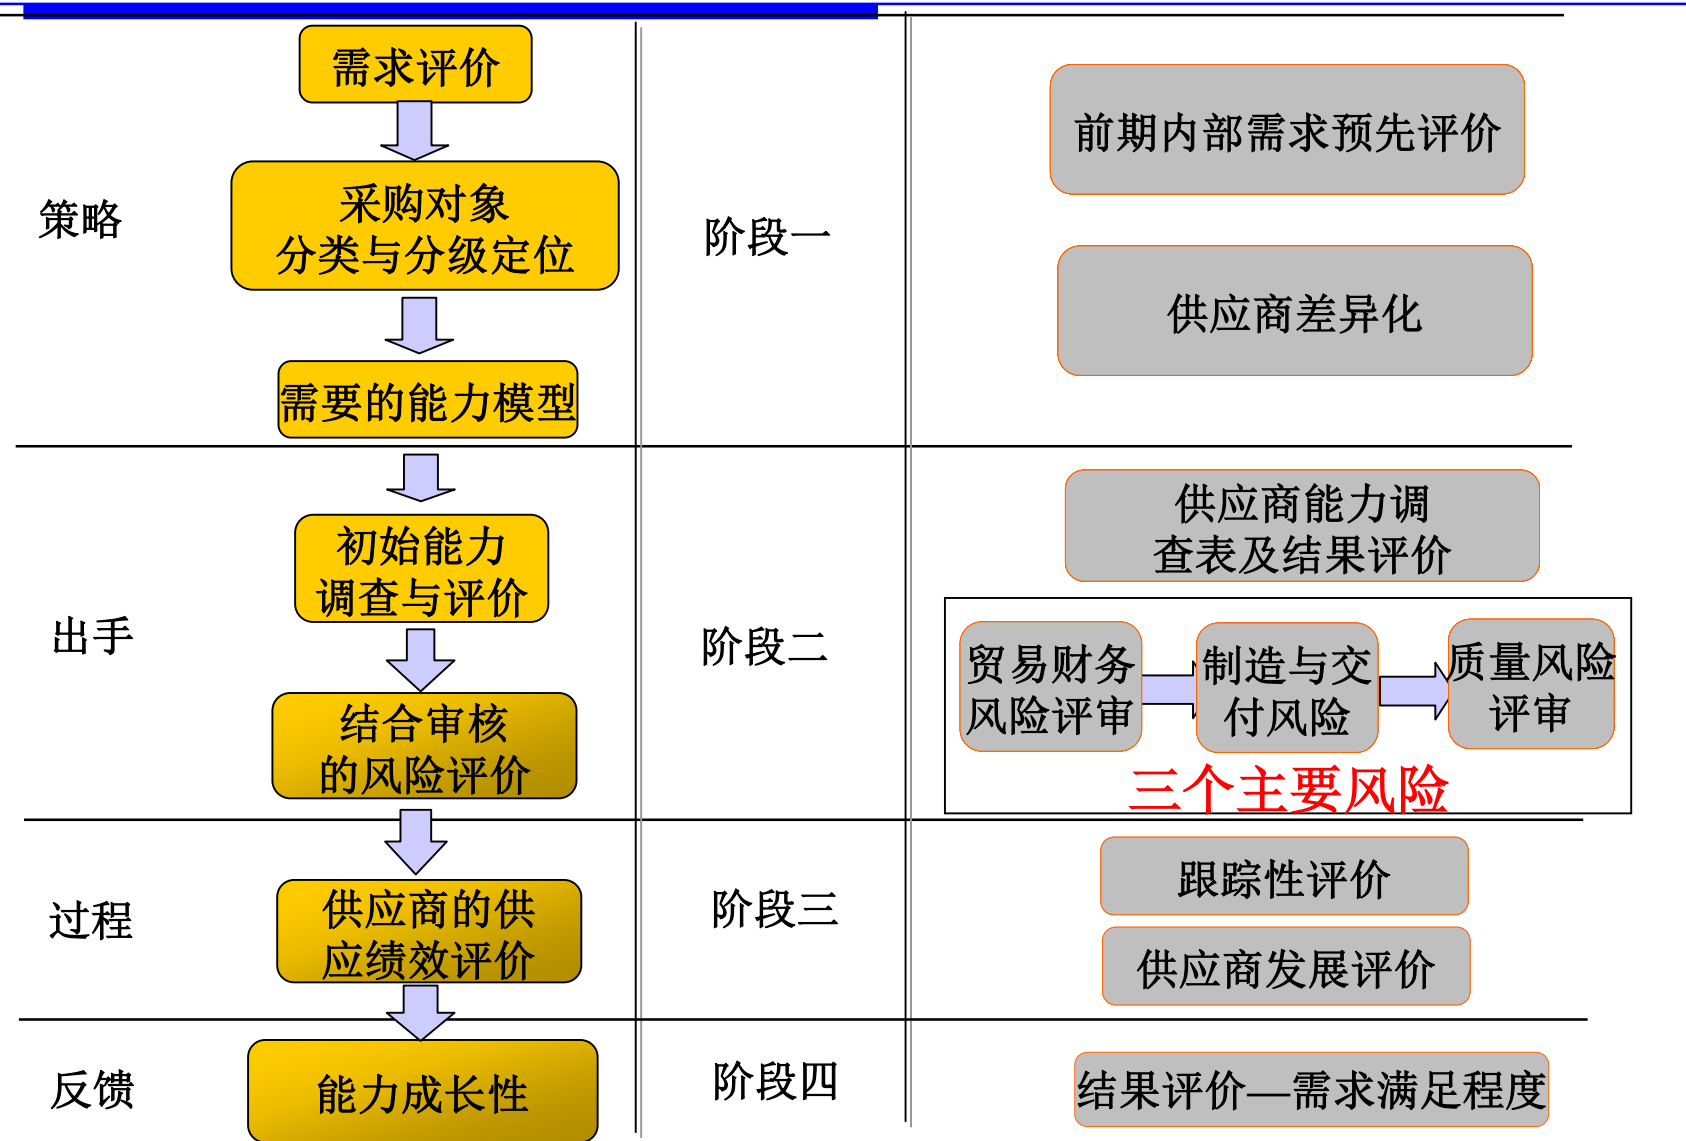 需求评价
前期内部需求预先评价
策略
采购对象
分类与分级定位
阶段一
供应商差异化
需要的能力模型
出手
初始能力
调查与评价
阶段二
供应商能力调
查表及结果评价
结合审核
的风险评价
贸易财务
风险评审
制造与交
付风险
质量风险
评审
三个主要风险
过程
供应商的供
应绩效评价
阶段三
跟踪性评价
供应商发展评价
反馈
能力成长性
阶段四
结果评价—需求满足程度